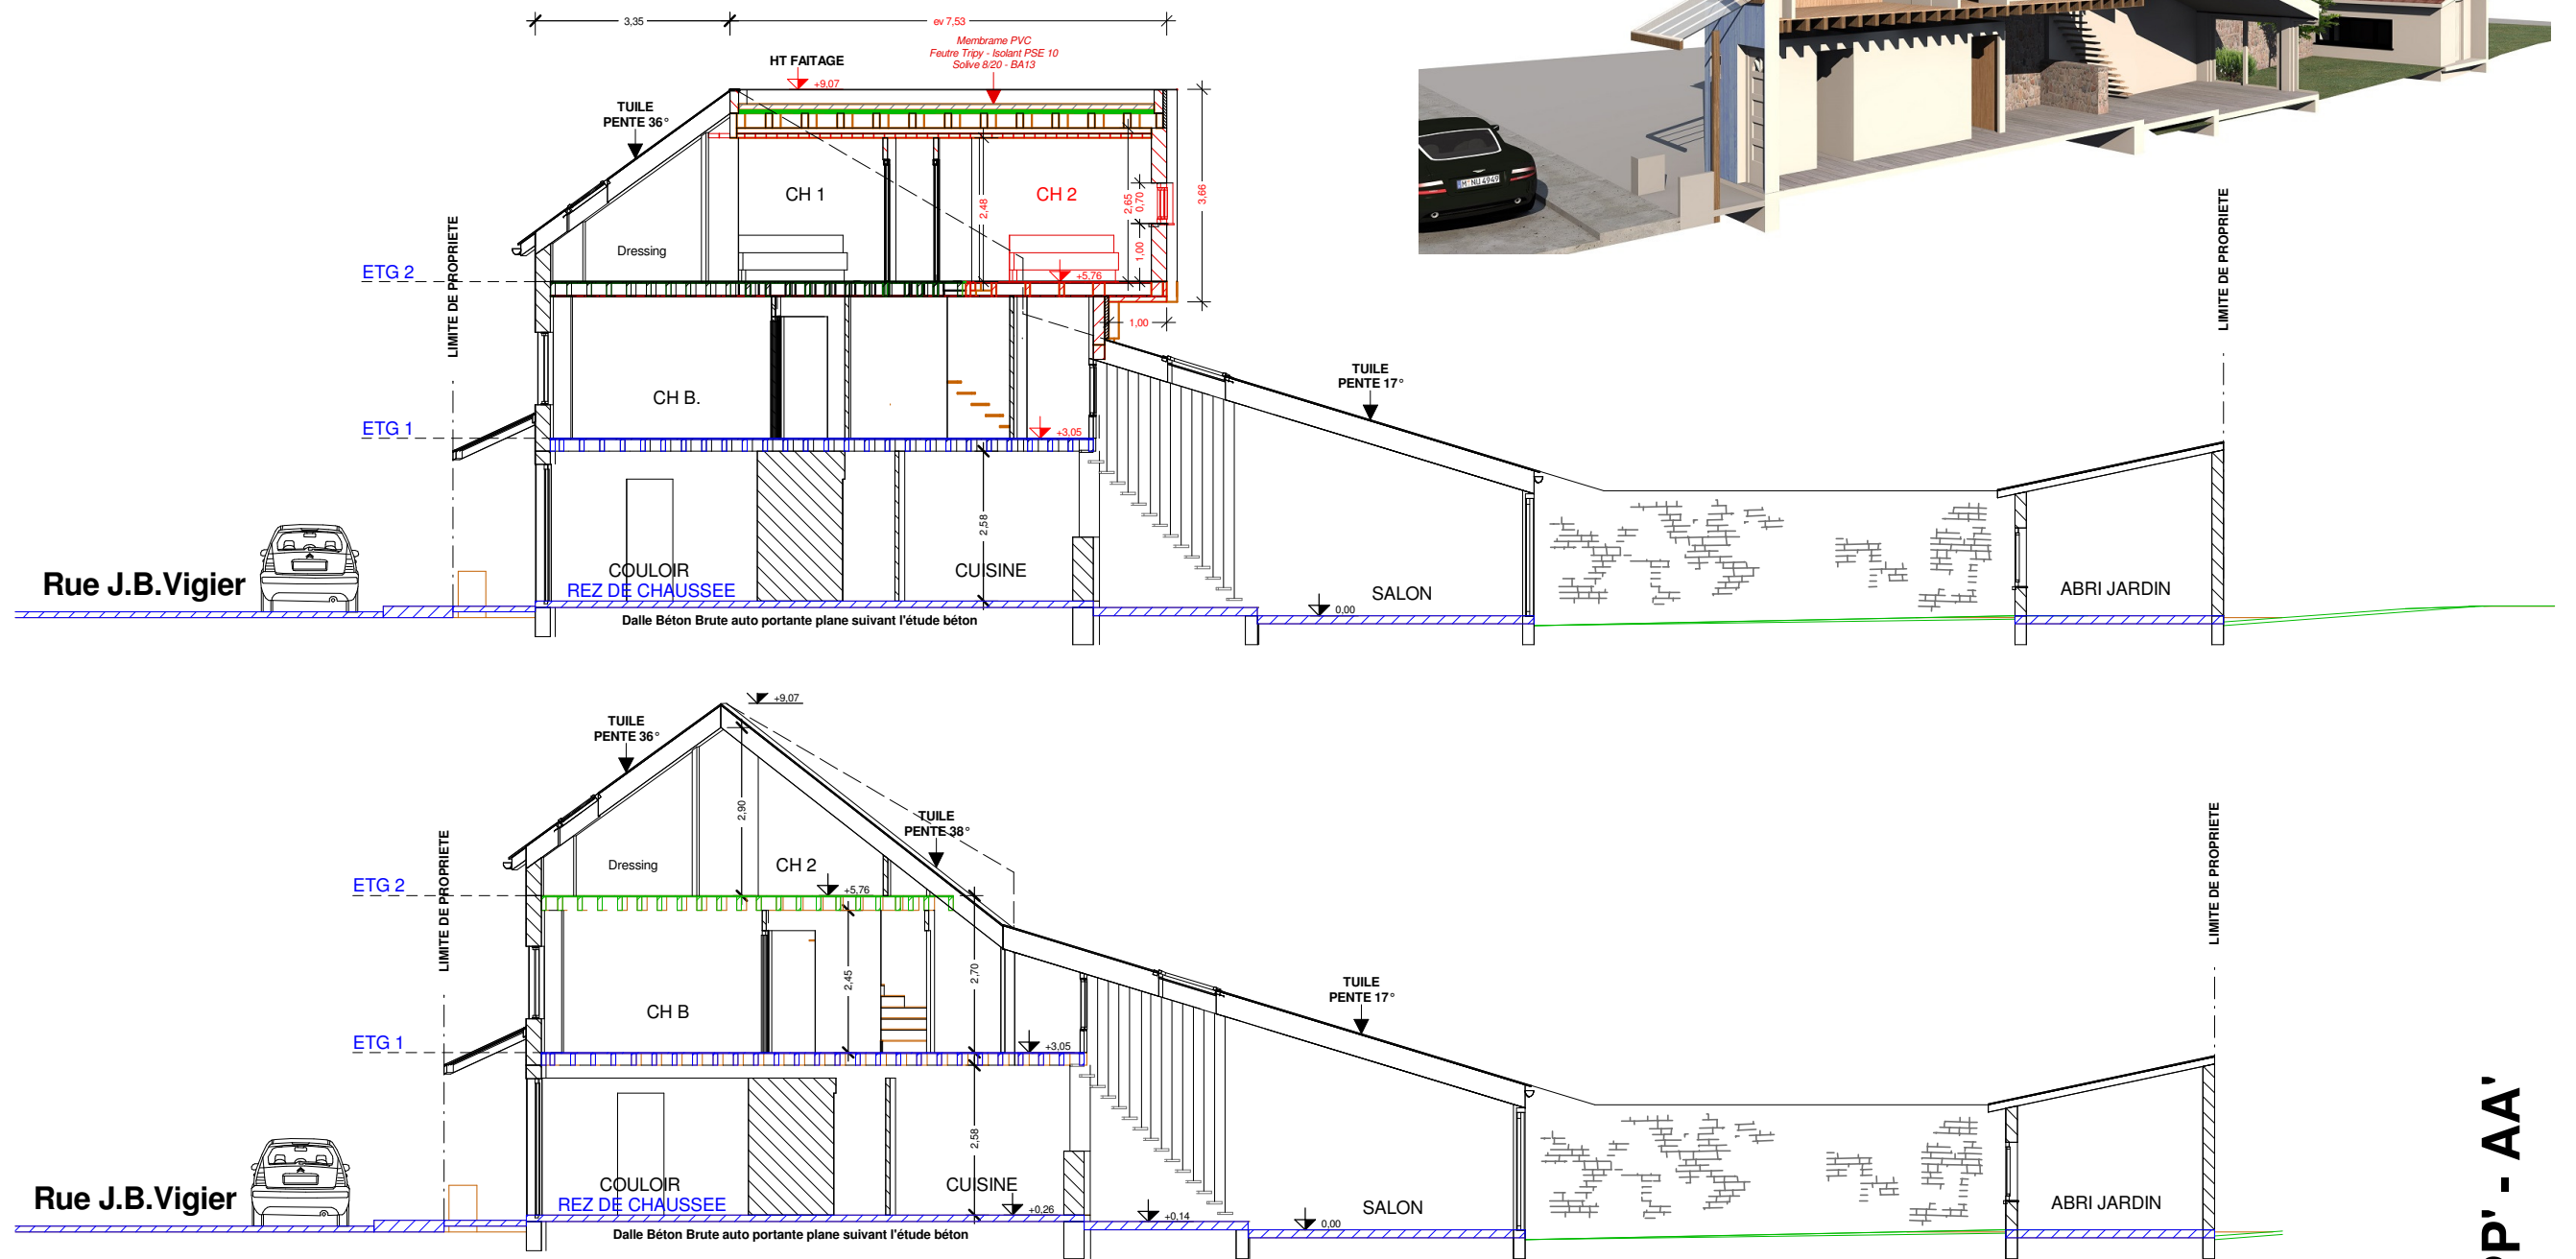 3,35
ev 7,53
Membrame PVC
Feutre Tripy - Isolant PSE 10
Solive 8/20 - BA13
HT FAITAGE
+9,07
TUILE
PENTE 36°
CH 1
CH 2
2,48
2,65
0,70
1,00
3,66
Dressing
ETG 2
+5,76
1,00
LIMITE DE PROPRIETE
LIMITE DE PROPRIETE
TUILE
PENTE 17°
CH B.
ETG 1
+3,05
2,58
COULOIR
REZ DE CHAUSSEE
CUISINE
SALON
0,00
ABRI JARDIN
Rue J.B.Vigier
Dalle Béton Brute auto portante plane suivant l'étude béton
+9,07
TUILE
PENTE 36°
2,90
TUILE
PENTE 38°
Dressing
CH 2
ETG 2
+5,76
LIMITE DE PROPRIETE
LIMITE DE PROPRIETE
2,45
2,70
TUILE
PENTE 17°
CH B
ETG 1
+3,05
2,58
COULOIR
REZ DE CHAUSSEE
CUISINE
+0,26
+0,14
0,00
SALON
ABRI JARDIN
Rue J.B.Vigier
Dalle Béton Brute auto portante plane suivant l'étude béton
P' - AA'